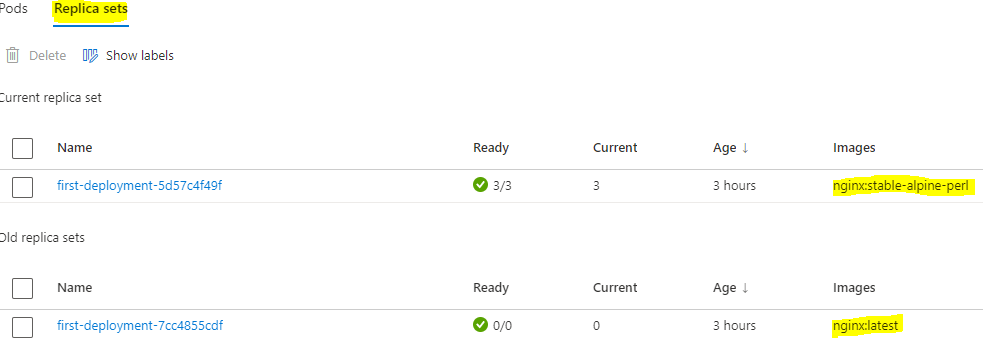 Pods Replica sets
Delete Show labels
Current replica set
Name Ready Current Age ↓ Images
first-deployment-5d57c4f49f 3/3 3 3 hours nginx:stable-alpine-perl
Old replica sets
Name Ready Current Age ↓ Images
first-deployment-7cc4855cdf 0/0 0 3 hours nginx:latest